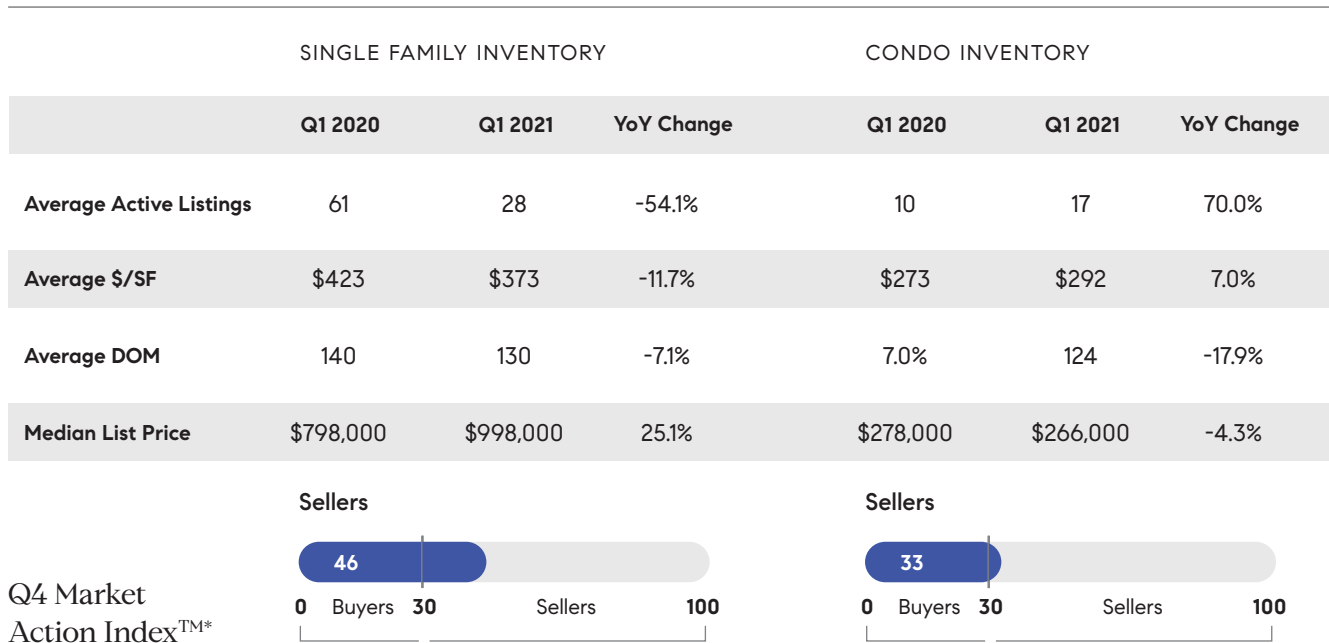 SINGLE FAMILY INVENTORY CONDO INVENTORY
Q1 2020 Q1 2021 YoY Change Q1 2020 Q1 2021 YoY Change
Average Active Listings 61 28 -54.1% 10 17 70.0%
Average $/SF $423 $373 -11.7% $273 $292 7.0%
Average DOM 140 130 -7.1% 7.0% 124 -17.9%
Median List Price $798,000 $998,000 25.1% $278,000 $266,000 -4.3%
Sellers Sellers
46 33
Q4 Market
Action Index™*
0 Buyers 30 Sellers 100 0 Buyers 30 Sellers 100